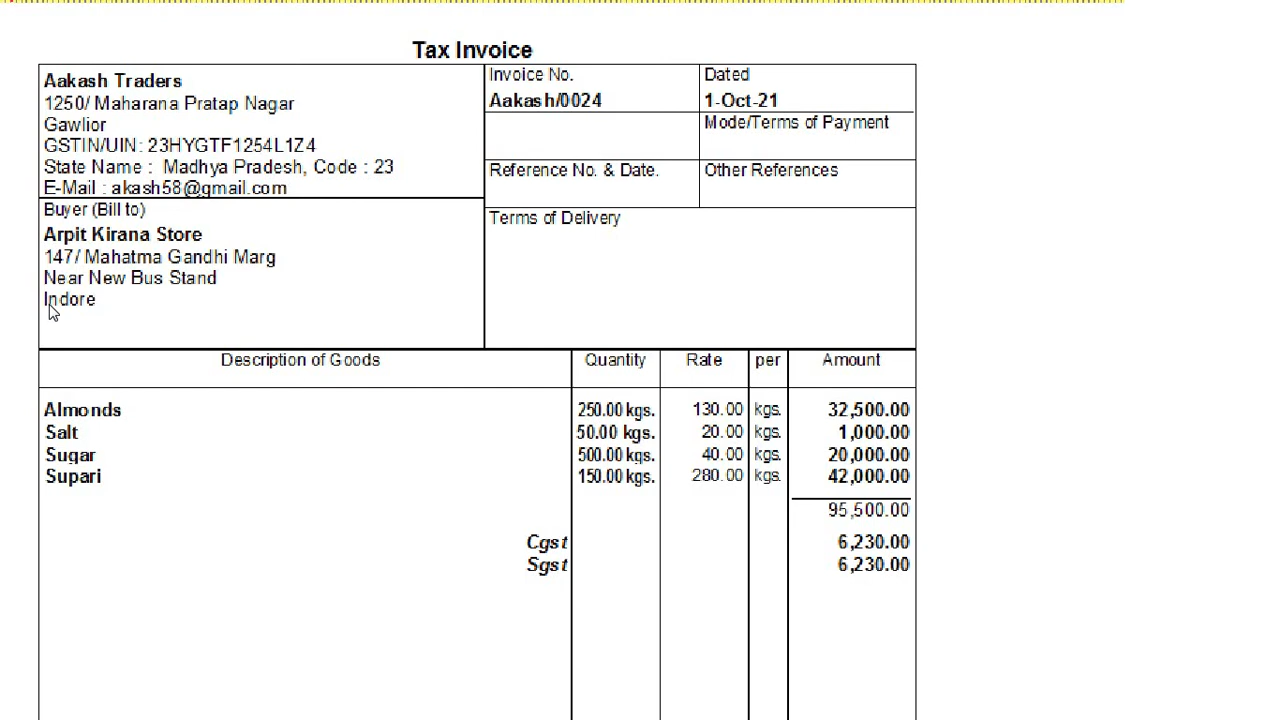 Tax Invoice
Aakash Traders
1250/ Maharana Pratap Nagar
Gawlior
GSTIN/UIN: 23HYGTF1254L1Z4
State Name : Madhya Pradesh, Code : 23
E-Mail : akash58@gmail.com
Invoice No.
Aakash/0024
Dated
1-Oct-21
Mode/Terms of Payment
Reference No. & Date.
Other References
Buyer (Bill to)
Arpit Kirana Store
147/ Mahatma Gandhi Marg
Near New Bus Stand
Indore
Terms of Delivery
Description of Goods Quantity Rate per Amount
Almonds 250.00 kgs. 130.00 kgs. 32,500.00
Salt 50.00 kgs. 20.00 kgs. 1,000.00
Sugar 500.00 kgs. 40.00 kgs. 20,000.00
Supari 150.00 kgs. 280.00 kgs. 42,000.00
95,500.00
Cgst 6,230.00
Sgst 6,230.00